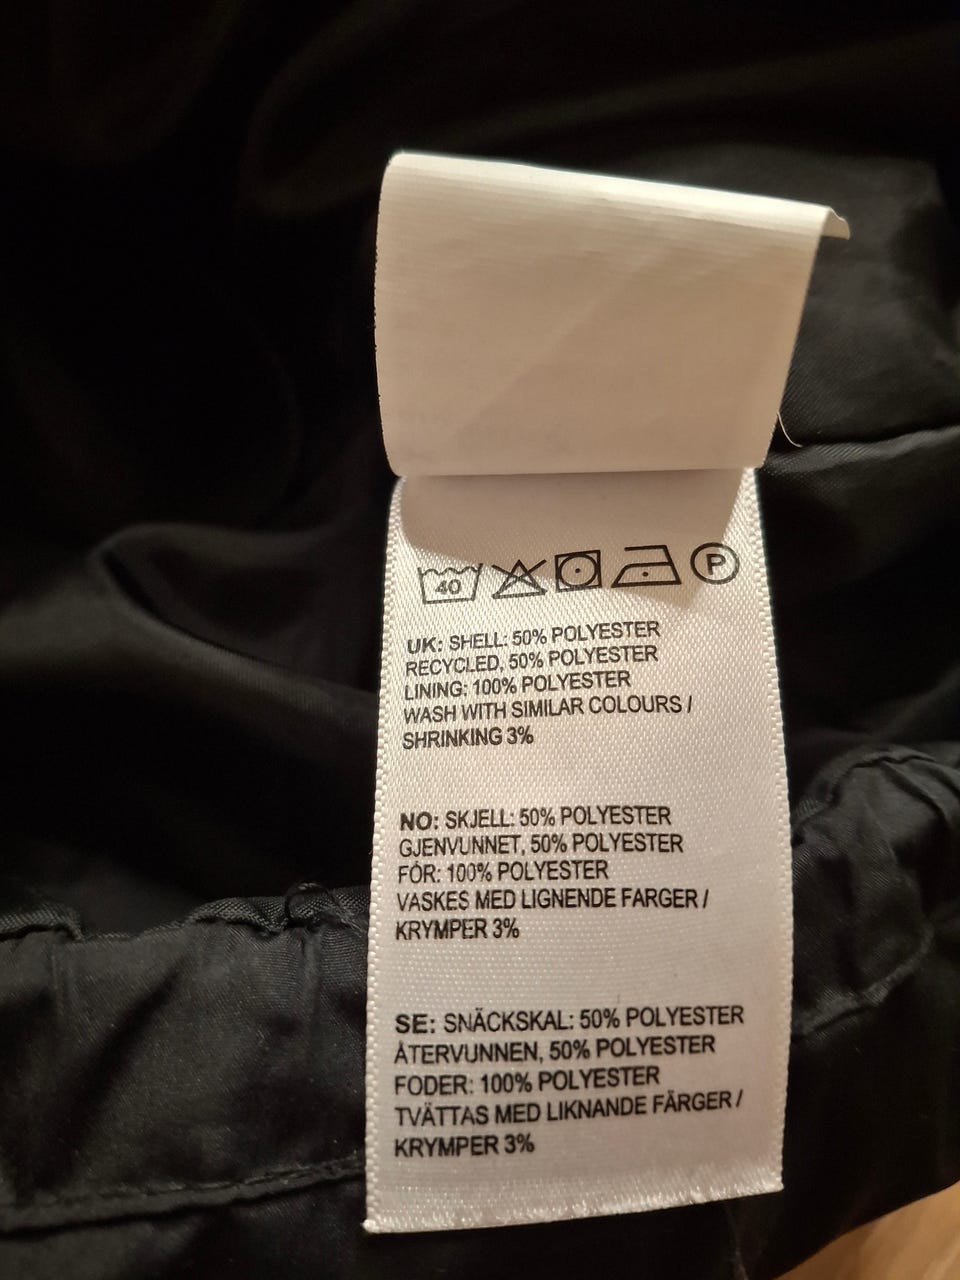 40 P
UK: SHELL: 50% POLYESTER
RECYCLED, 50% POLYESTER
LINING: 100% POLYESTER
WASH WITH SIMILAR COLOURS /
SHRINKING 3%
NO: SKJELL: 50% POLYESTER
GJENVUNNET, 50% POLYESTER
FÓR: 100% POLYESTER
VASKES MED LIGNENDE FARGER /
KRYMPER 3%
SE: SNÄCKSKAL: 50% POLYESTER
ÅTERVUNNEN, 50% POLYESTER
FODER: 100% POLYESTER
TVÄTTAS MED LIKNANDE FÄRGER /
KRYMPER 3%